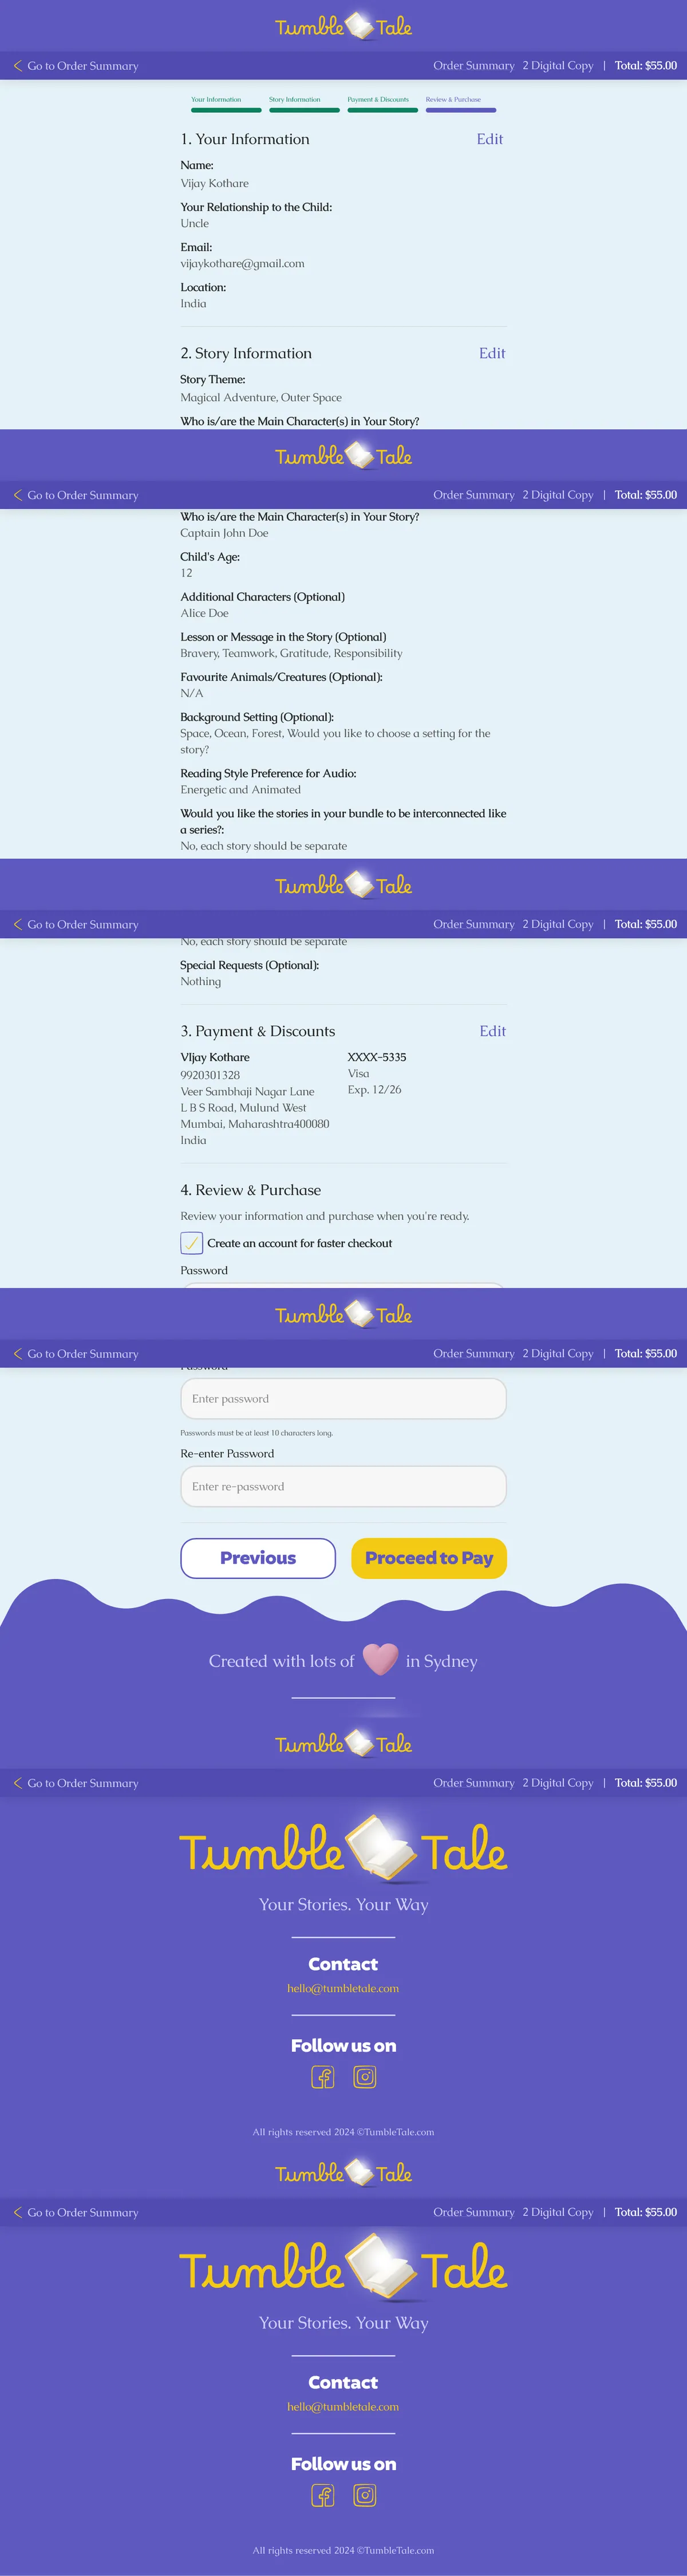 Tumble Tale
Go to Order Summary
Order Summary 2 Digital Copy | Total: $55.00
Your Information Story Information Payment & Discounts Review & Purchase
1. Your Information Edit
Name:
Vijay Kothare
Your Relationship to the Child:
Uncle
Email:
vijaykothare@gmail.com
Location:
India
2. Story Information Edit
Story Theme:
Magical Adventure, Outer Space
Who is/are the Main Character(s) in Your Story?
Tumble Tale
Go to Order Summary
Order Summary 2 Digital Copy | Total: $55.00
Who is/are the Main Character(s) in Your Story?
Captain John Doe
Child's Age:
12
Additional Characters (Optional)
Alice Doe
Lesson or Message in the Story (Optional)
Bravery, Teamwork, Gratitude, Responsibility
Favourite Animals/Creatures (Optional):
N/A
Background Setting (Optional):
Space, Ocean, Forest, Would you like to choose a setting for the
story?
Reading Style Preference for Audio:
Energetic and Animated
Would you like the stories in your bundle to be interconnected like
a series?:
No, each story should be separate
Tumble Tale
Go to Order Summary
Order Summary 2 Digital Copy | Total: $55.00
No, each story should be separate
Special Requests (Optional):
Nothing
3. Payment & Discounts Edit
VIjay Kothare
9920301328
Veer Sambhaji Nagar Lane
L B S Road, Mulund West
Mumbai, Maharashtra400080
India
XXXX-5335
Visa
Exp. 12/26
4. Review & Purchase
Review your information and purchase when you're ready.
Create an account for faster checkout
Password
Tumble Tale
Go to Order Summary
Order Summary 2 Digital Copy | Total: $55.00
Password
Enter password
Passwords must be at least 10 characters long.
Re-enter Password
Enter re-password
Previous Proceed to Pay
Created with lots of in Sydney
Tumble Tale
Go to Order Summary
Order Summary 2 Digital Copy | Total: $55.00
Tumble Tale
Your Stories. Your Way
Contact
hello@tumbletale.com
Follow us on
All rights reserved 2024 ©TumbleTale.com
Tumble Tale
Go to Order Summary
Order Summary 2 Digital Copy | Total: $55.00
Tumble Tale
Your Stories. Your Way
Contact
hello@tumbletale.com
Follow us on
All rights reserved 2024 ©TumbleTale.com